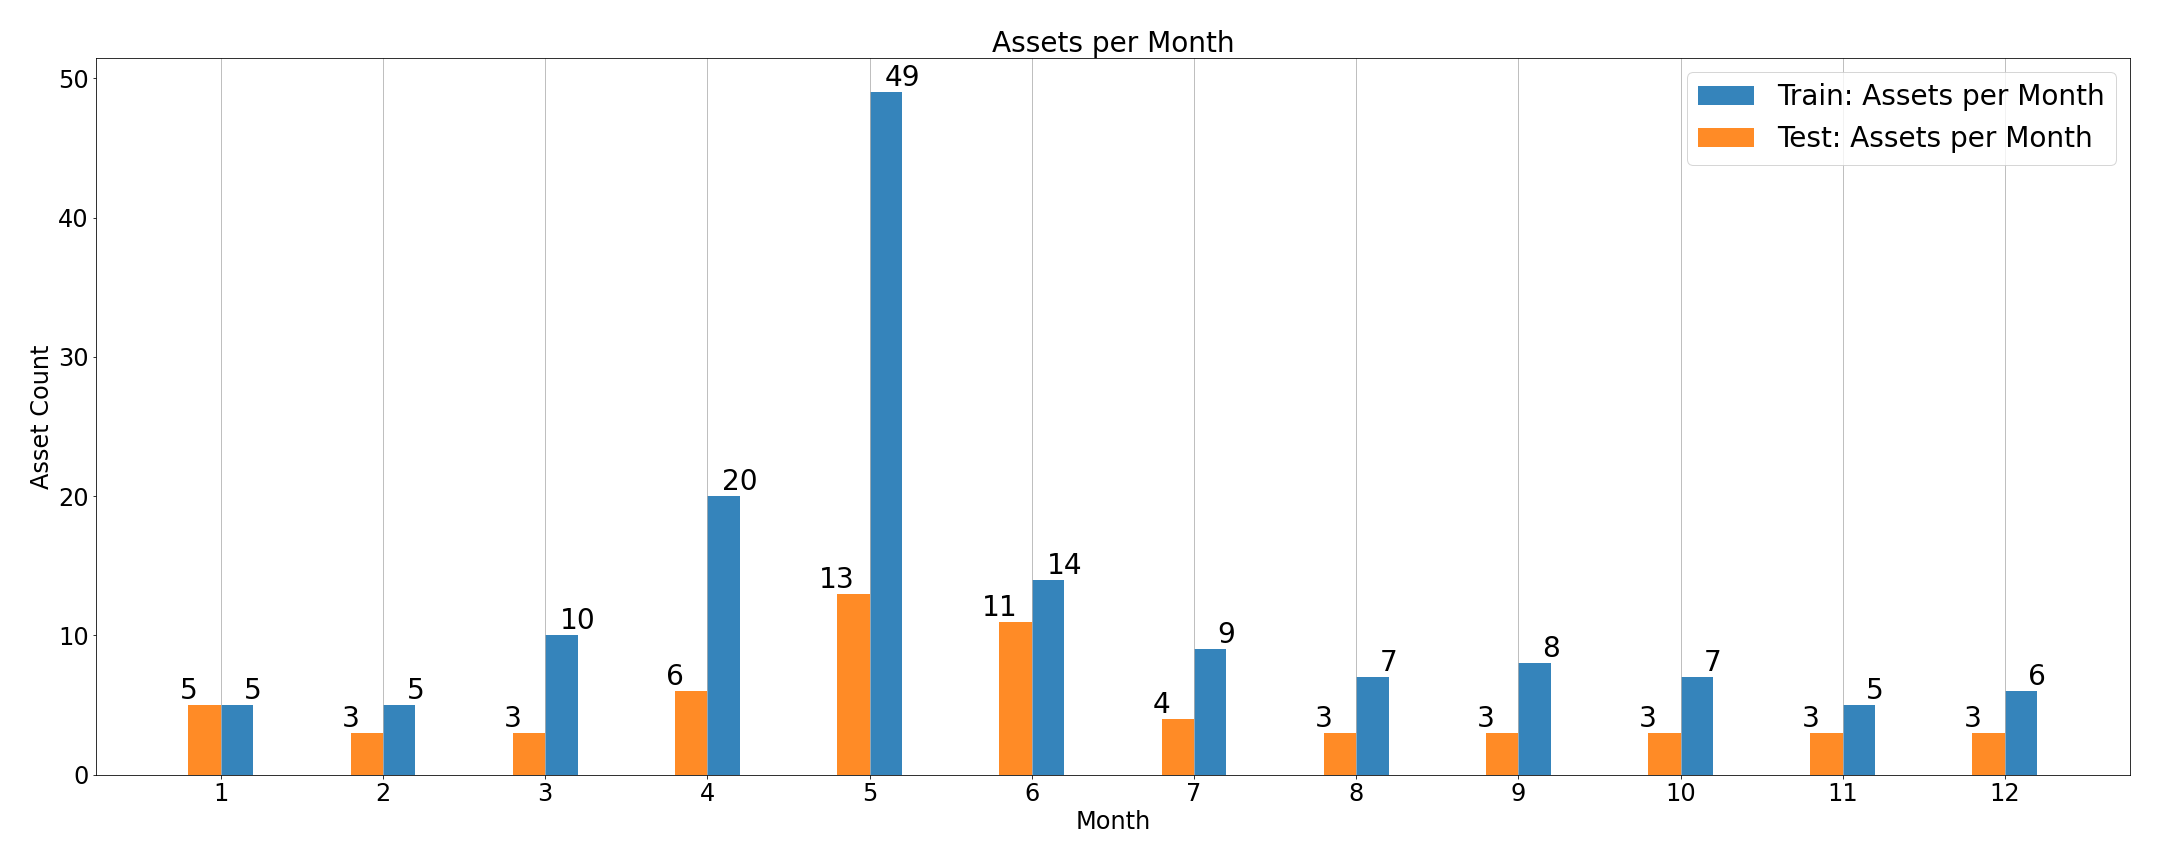 Assets per Month
Train: Assets per Month
Test: Assets per Month
50
40
30
20
10
0
Asset Count
5 5 3 5 3 10 6 20 13 49 11 14 4 9 3 7 3 8 3 7 3 5 3 6
1 2 3 4 5 6 7 8 9 10 11 12
Month